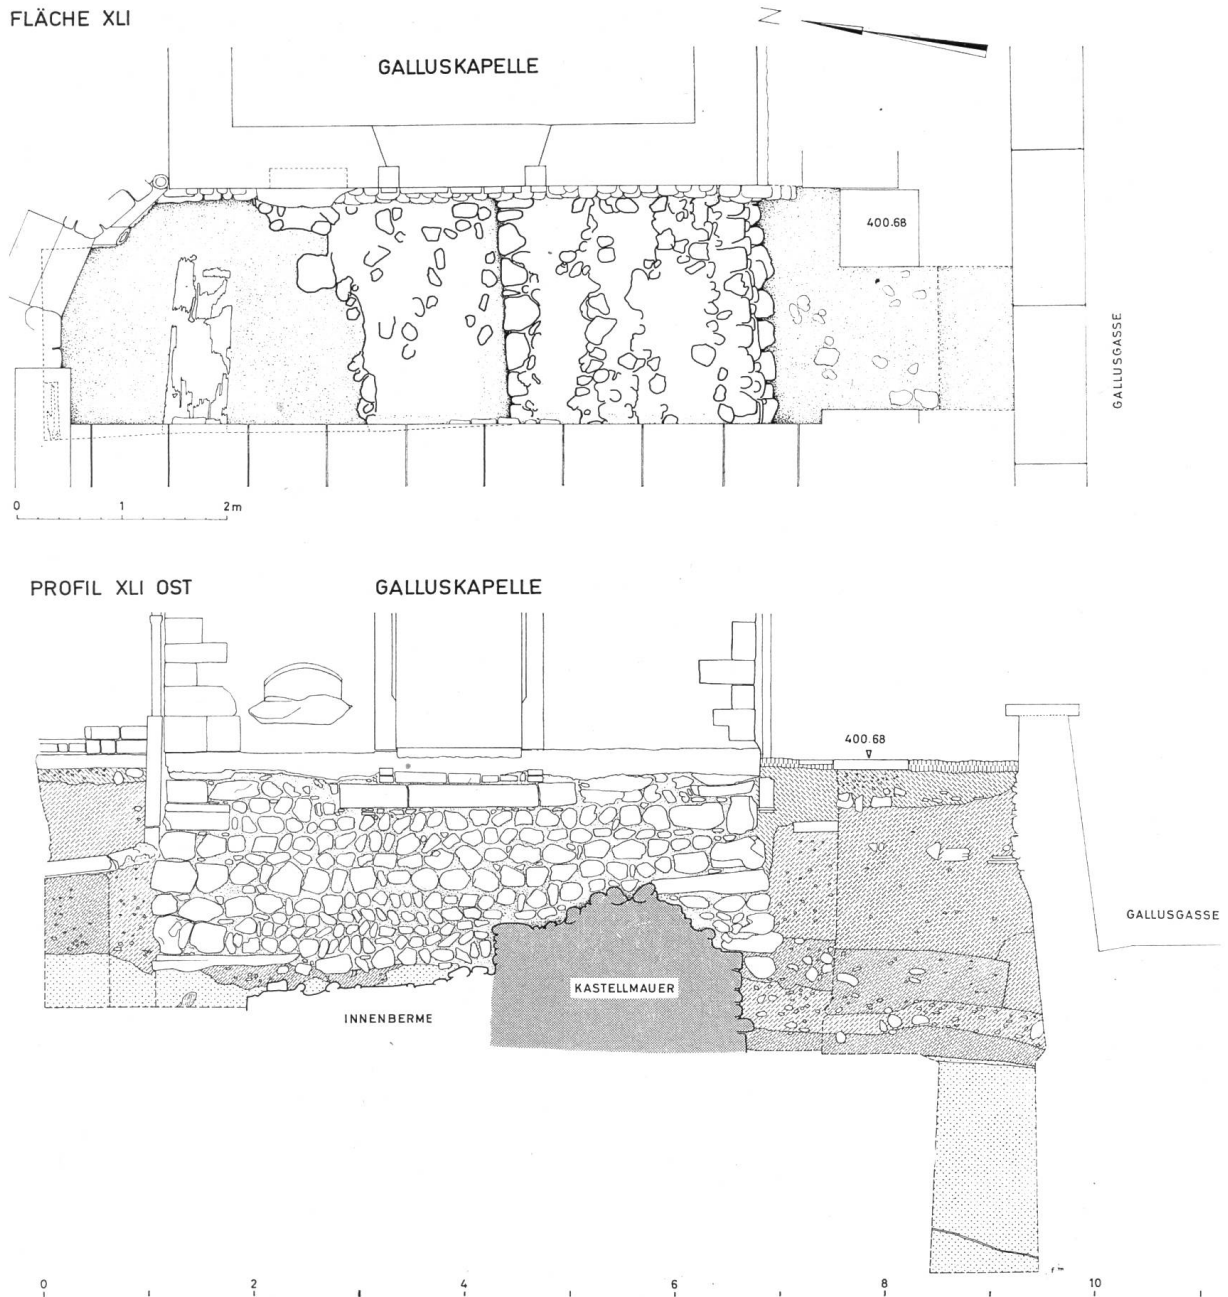 FLÄCHE XLI
N
GALLUSKAPELLE
400.68
GALLUSGASSE
0 1 2 m
PROFIL XLI OST
GALLUSKAPELLE
400.68
GALLUSGASSE
KASTELLMAUER
INNENBERME
0 2 4 6 8 10